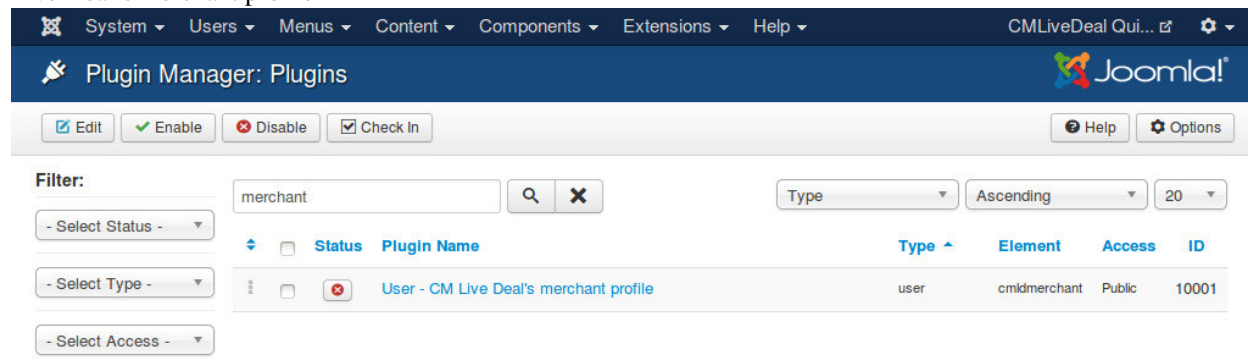 System Users Menus Content Components Extensions Help CMLiveDeal Qui...
Plugin Manager: Plugins Joomla!
Edit Enable Disable Check In Help Options
Filter:
merchant Type Ascending 20
- Select Status -
Status Plugin Name Type Element Access ID
- Select Type -
User - CM Live Deal's merchant profile user cmldmerchant Public 10001
- Select Access -